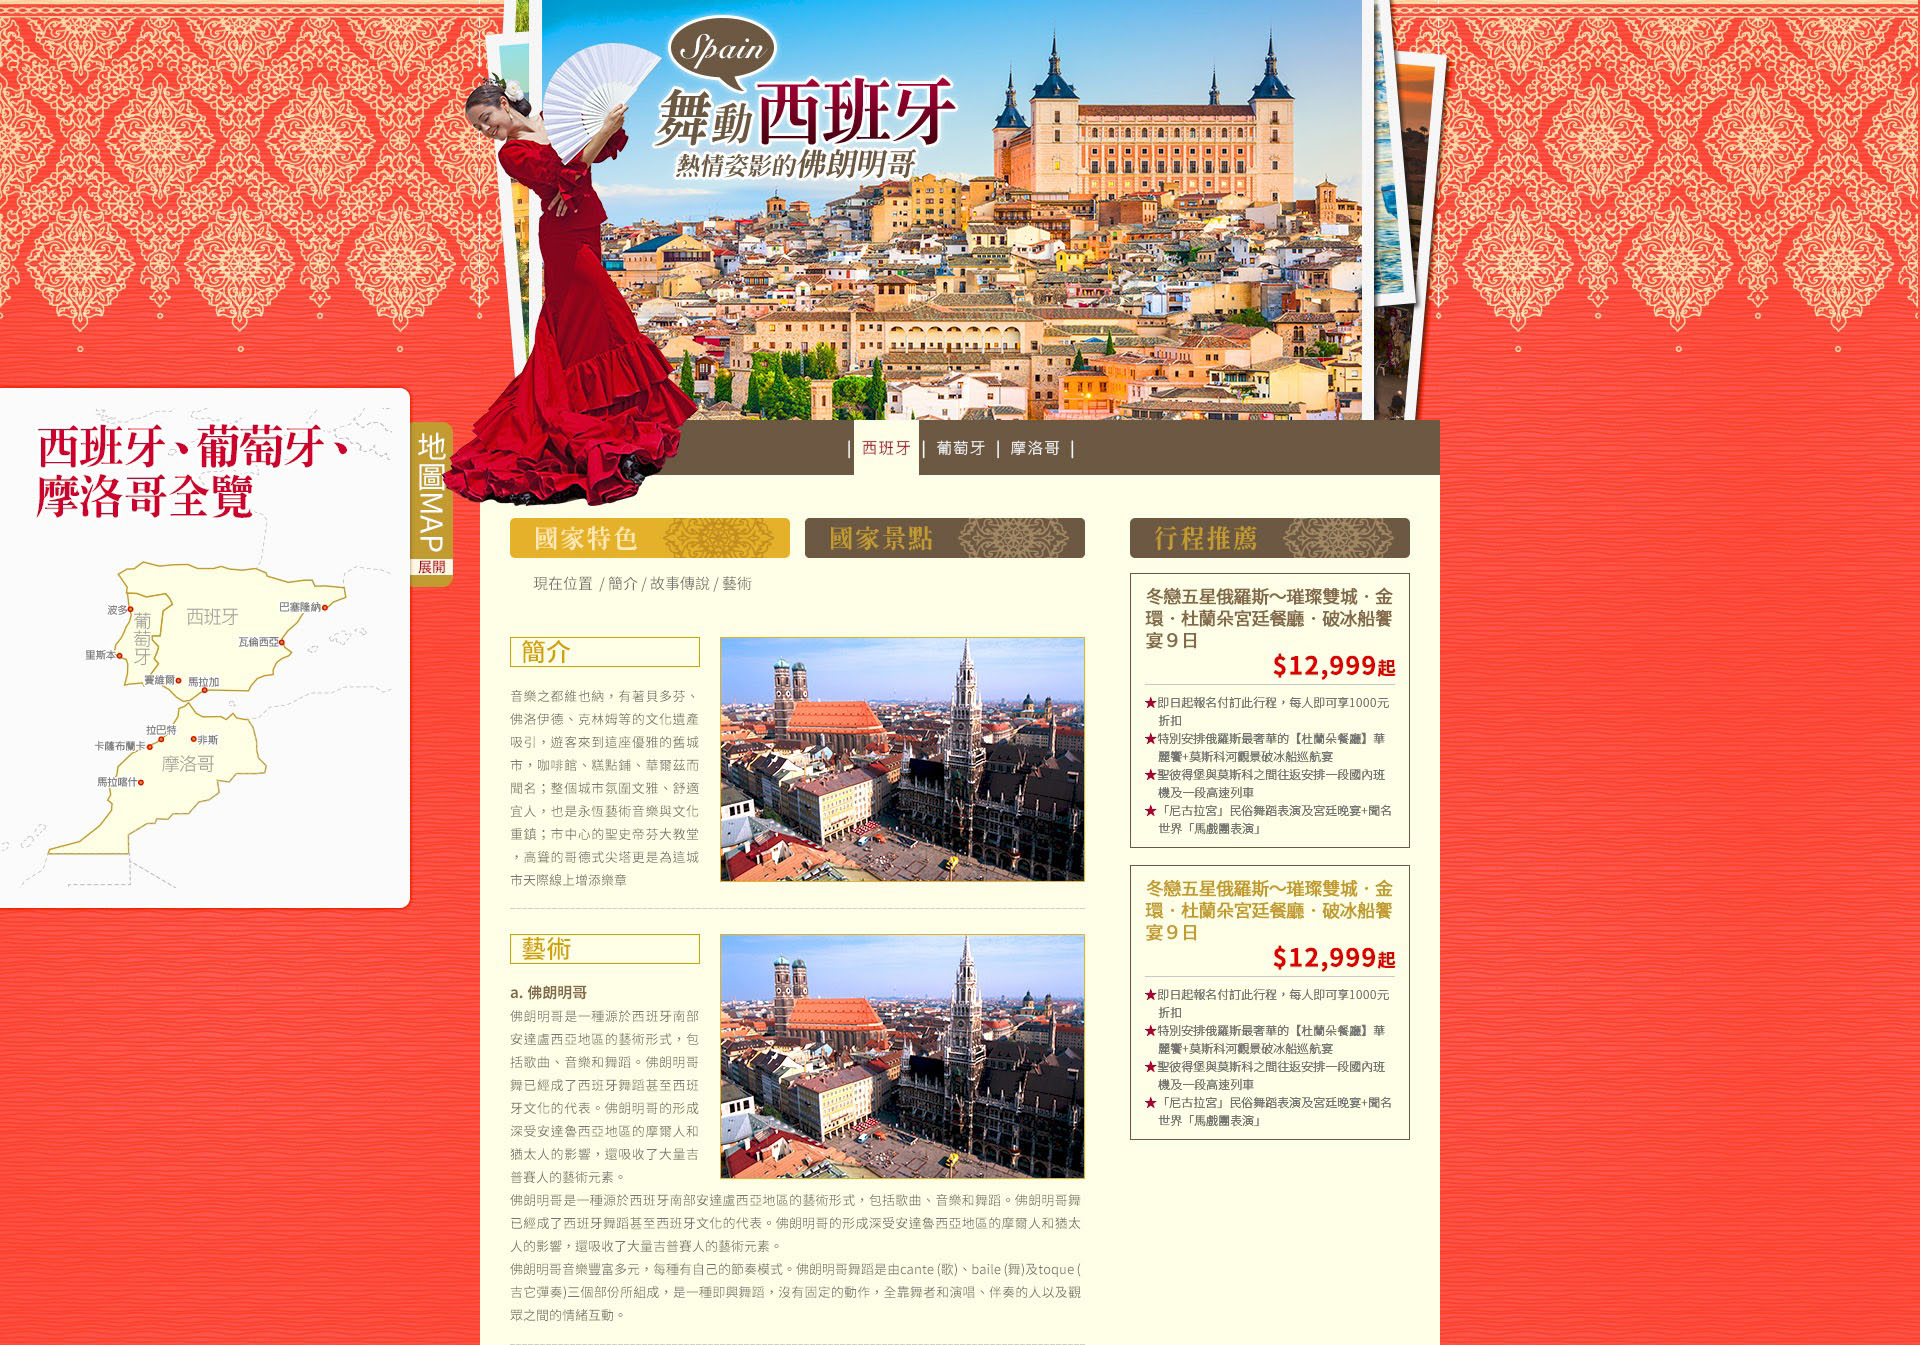 Spain
舞動西班牙
熱情姿影的佛朗明哥
| 西班牙 | 葡萄牙 | 摩洛哥 |
西班牙、葡萄牙、
摩洛哥全覽
地圖MAP
展開
波多
葡萄牙
西班牙
巴塞隆納
瓦倫西亞
里斯本
賽維爾
馬拉加
拉巴特
卡薩布蘭卡
非斯
摩洛哥
馬拉喀什
國家特色
國家景點
現在位置 / 簡介 / 故事傳說 / 藝術
簡介
音樂之都維也納，有著貝多芬、
佛洛伊德、克林姆等的文化遺產
吸引，遊客來到這座優雅的舊城
市，咖啡館、糕點鋪、華爾茲而
聞名；整個城市氛圍文雅、舒適
宜人，也是永恆藝術音樂與文化
重鎮；市中心的聖史帝芬大教堂
，高聳的哥德式尖塔更是為這城
市天際線上增添樂章
藝術
a. 佛朗明哥
佛朗明哥是一種源於西班牙南部
安達盧西亞地區的藝術形式，包
括歌曲、音樂和舞蹈。佛朗明哥
舞已經成了西班牙舞蹈甚至西班
牙文化的代表。佛朗明哥的形成
深受安達魯西亞地區的摩爾人和
猶太人的影響，還吸收了大量吉
普賽人的藝術元素。
佛朗明哥是一種源於西班牙南部安達盧西亞地區的藝術形式，包括歌曲、音樂和舞蹈。佛朗明哥舞
已經成了西班牙舞蹈甚至西班牙文化的代表。佛朗明哥的形成深受安達魯西亞地區的摩爾人和猶太
人的影響，還吸收了大量吉普賽人的藝術元素。
佛朗明哥音樂豐富多元，每種有自己的節奏模式。佛朗明哥舞蹈是由cante (歌)、baile (舞)及toque (
吉它彈奏)三個部份所組成，是一種即興舞蹈，沒有固定的動作，全靠舞者和演唱、伴奏的人以及觀
眾之間的情緒互動。
行程推薦
冬戀五星俄羅斯～璀璨雙城．金
環．杜蘭朵宮廷餐廳．破冰船饗
宴９日
$12,999起
★即日起報名付訂此行程，每人即可享1000元
折扣
★特別安排俄羅斯最奢華的【杜蘭朵餐廳】華
麗饗+莫斯科河觀景破冰船巡航宴
★聖彼得堡與莫斯科之間往返安排一段國內班
機及一段高速列車
★「尼古拉宮」民俗舞蹈表演及宮廷晚宴+聞名
世界「馬戲團表演」
冬戀五星俄羅斯～璀璨雙城．金
環．杜蘭朵宮廷餐廳．破冰船饗
宴９日
$12,999起
★即日起報名付訂此行程，每人即可享1000元
折扣
★特別安排俄羅斯最奢華的【杜蘭朵餐廳】華
麗饗+莫斯科河觀景破冰船巡航宴
★聖彼得堡與莫斯科之間往返安排一段國內班
機及一段高速列車
★「尼古拉宮」民俗舞蹈表演及宮廷晚宴+聞名
世界「馬戲團表演」